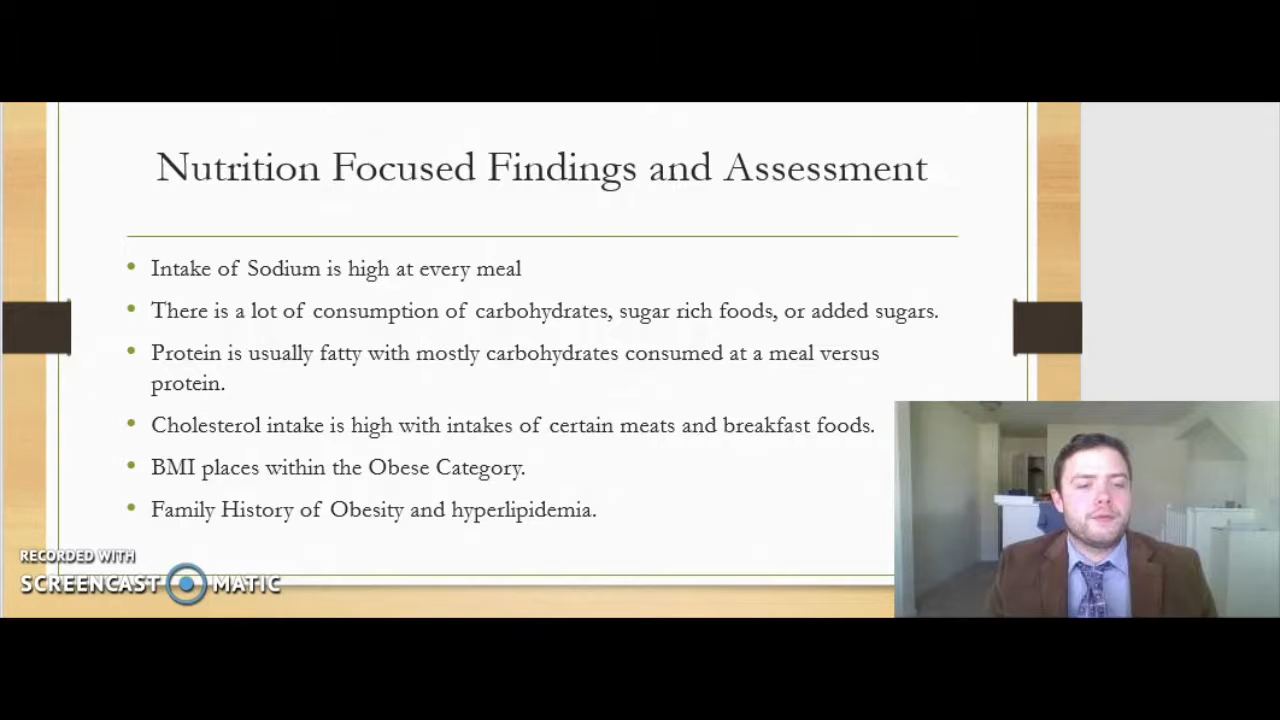 Nutrition Focused Findings and Assessment
• Intake of Sodium is high at every meal
• There is a lot of consumption of carbohydrates, sugar rich foods, or added sugars.
• Protein is usually fatty with mostly carbohydrates consumed at a meal versus
protein.
• Cholesterol intake is high with intakes of certain meats and breakfast foods.
• BMI places within the Obese Category.
• Family History of Obesity and hyperlipidemia.
RECORDED WITH
SCREENCAST MATIC